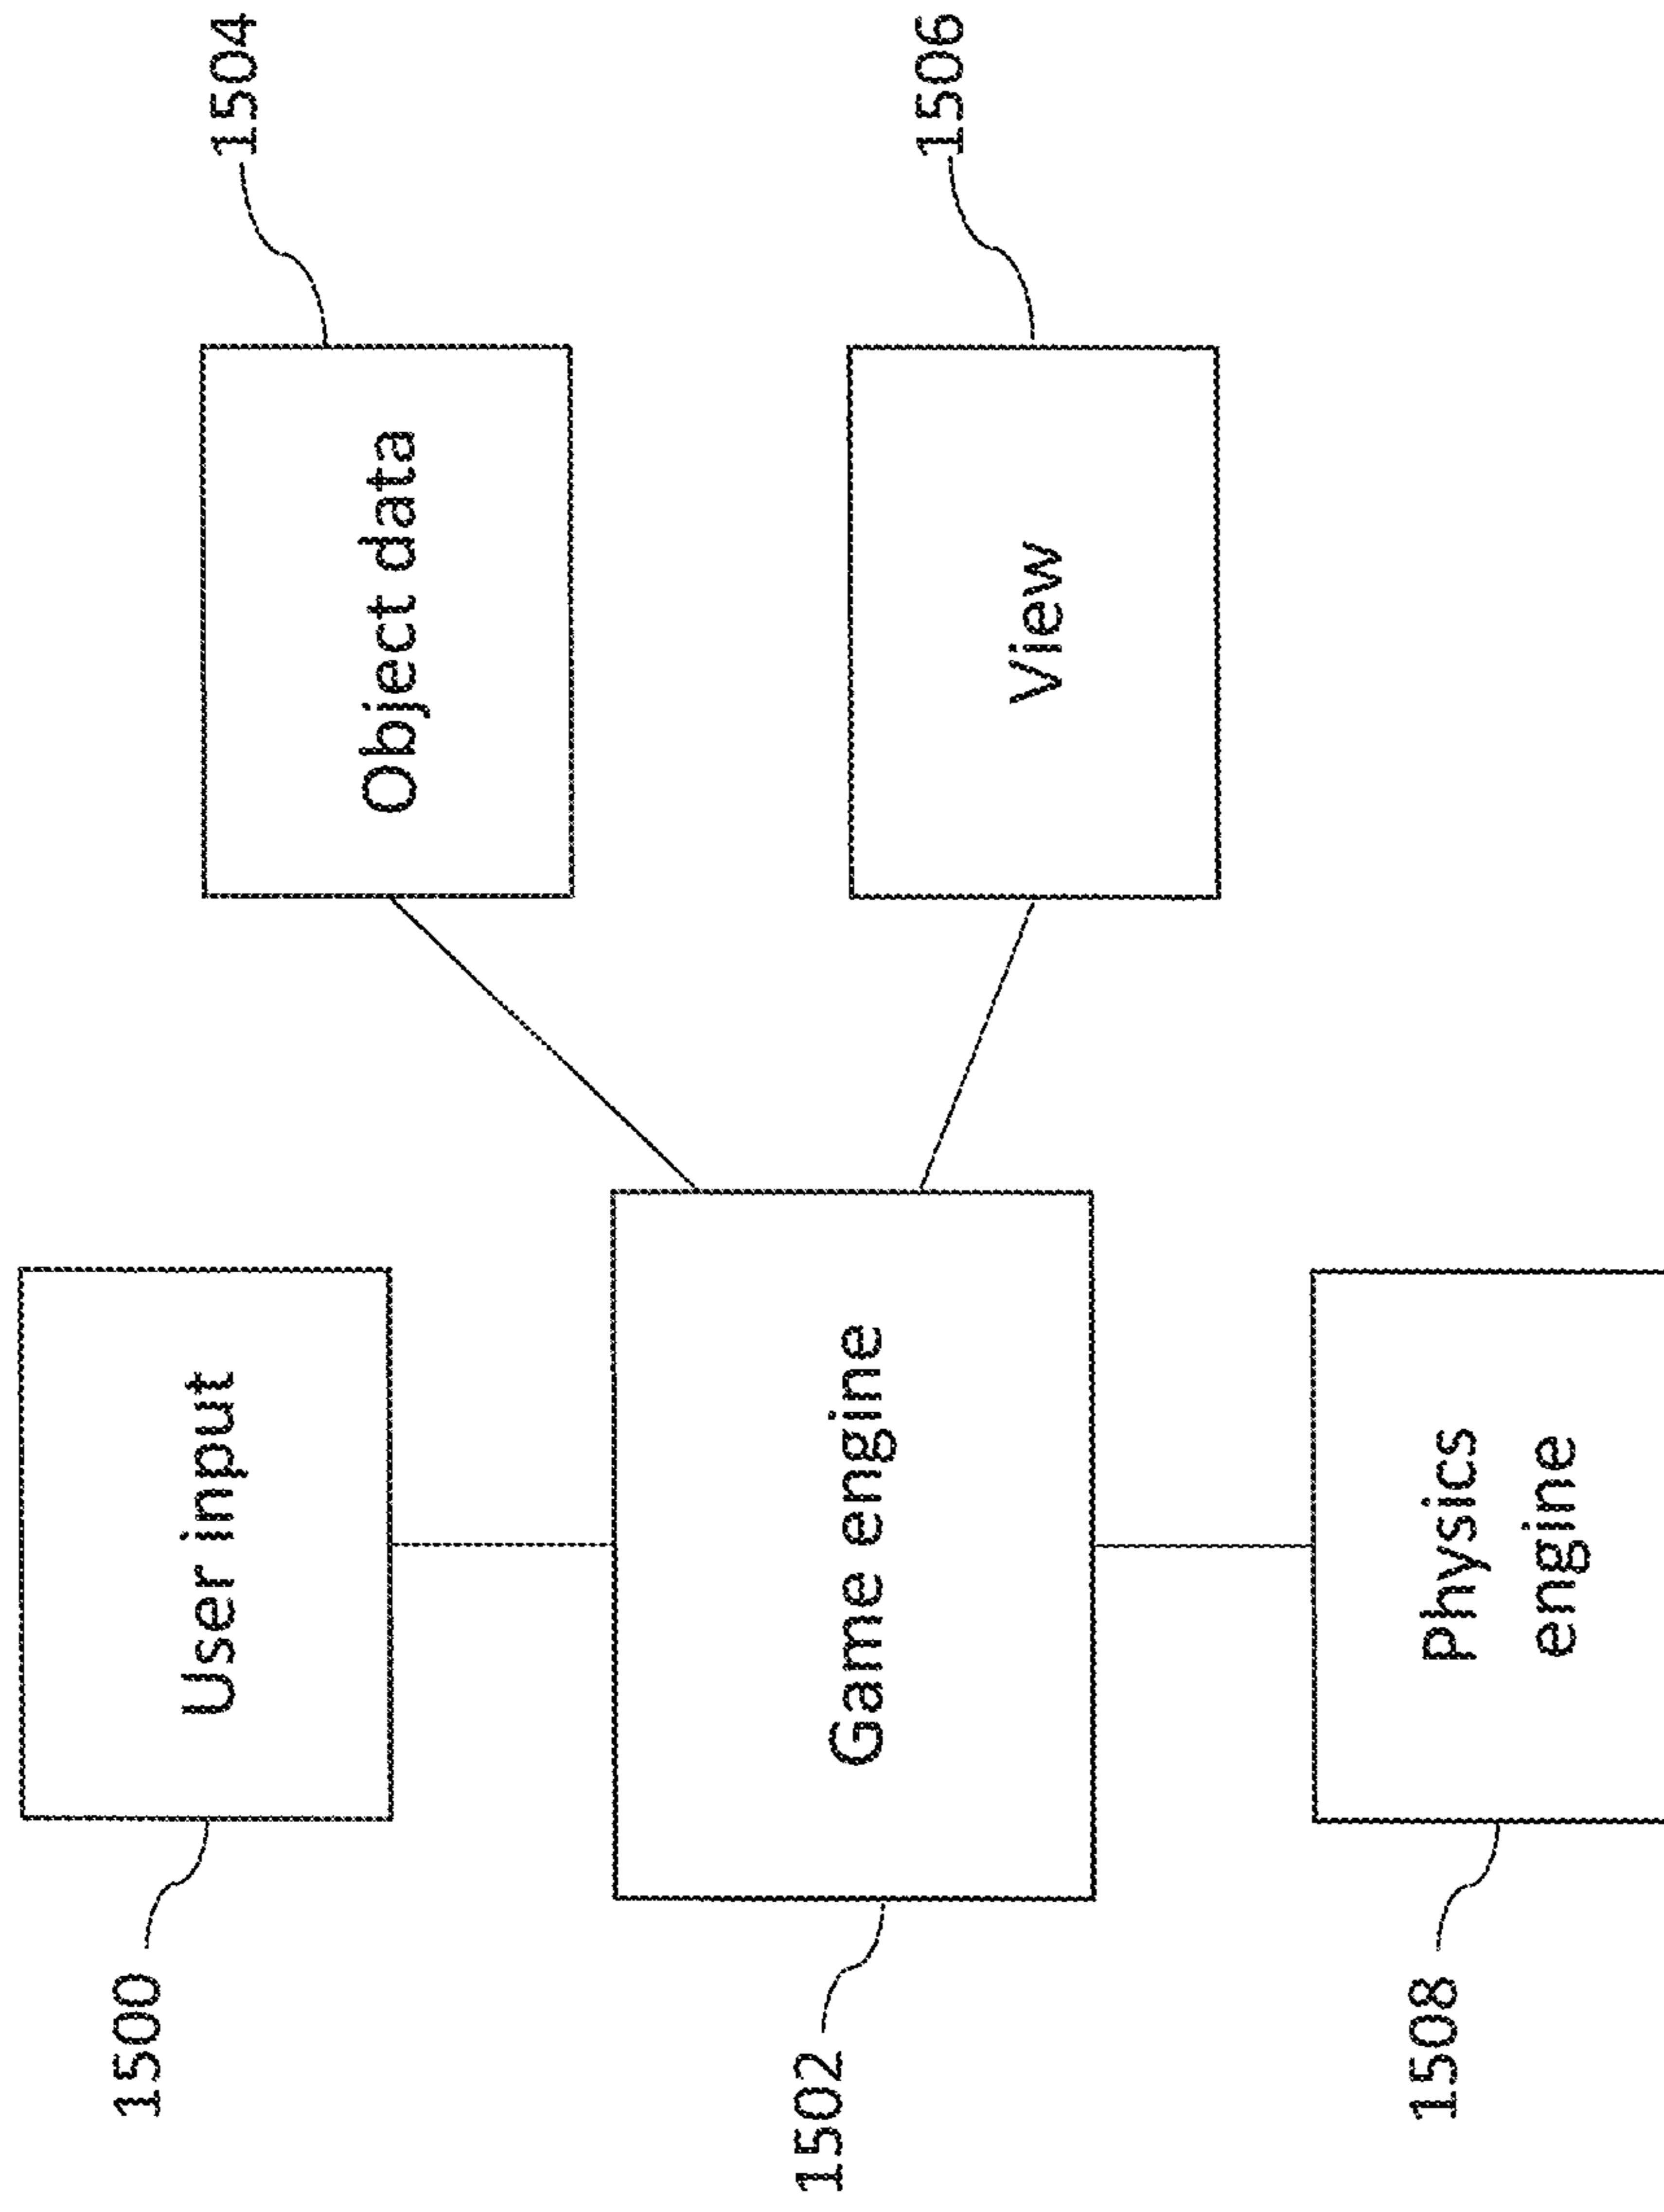 1500
User input
1504
Object data
1502
Game engine
1506
View
1508
Physics
engine